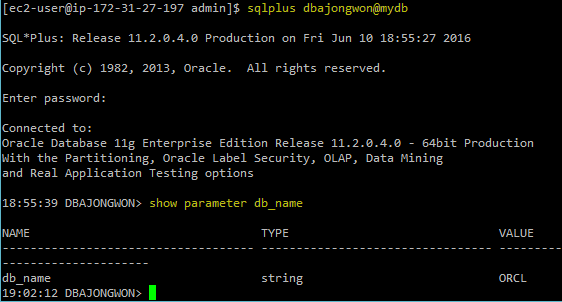 [ec2-user@ip-172-31-27-197 admin]$ sqlplus dbajongwon@mydb
SQL*Plus: Release 11.2.0.4.0 Production on Fri Jun 10 18:55:27 2016
Copyright (c) 1982, 2013, Oracle.  All rights reserved.
Enter password:
Connected to:
Oracle Database 11g Enterprise Edition Release 11.2.0.4.0 - 64bit Production
With the Partitioning, Oracle Label Security, OLAP, Data Mining
and Real Application Testing options
18:55:39 DBAJONGWON> show parameter db_name
NAME                                 TYPE                             VALUE
------------------------------------ -------------------------------- ---------
---------------------
db_name                              string                           ORCL
19:02:12 DBAJONGWON>